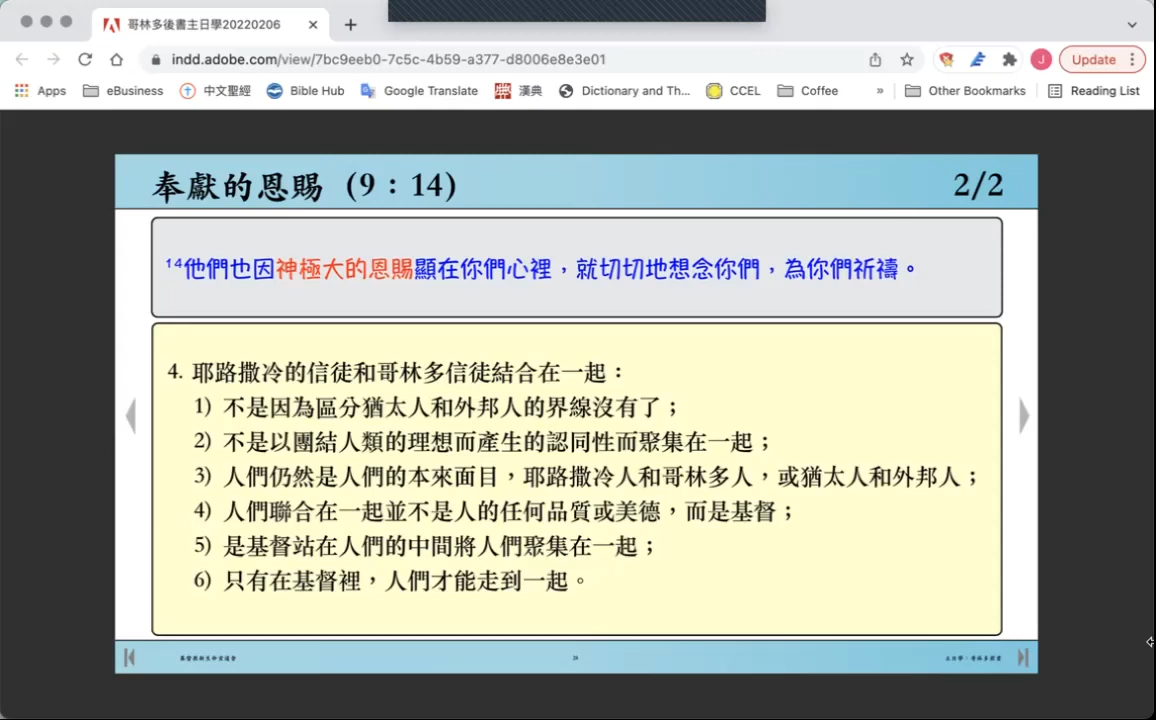 哥林多後書主日學20220206
indd.adobe.com/view/7bc9eeb0-7c5c-4b59-a377-d8006e8e3e01
J
Update
Apps
eBusiness
中文聖經
Bible Hub
Google Translate
漢典
Dictionary and Th...
CCEL
Coffee
»
Other Bookmarks
Reading List
奉獻的恩賜 (9：14)
2/2
14他們也因神極大的恩賜顯在你們心裡，就切切地想念你們，為你們祈禱。
4. 耶路撒冷的信徒和哥林多信徒結合在一起：
1) 不是因為區分猶太人和外邦人的界線沒有了；
2) 不是以團結人類的理想而產生的認同性而聚集在一起；
3) 人們仍然是人們的本來面目，耶路撒冷人和哥林多人，或猶太人和外邦人；
4) 人們聯合在一起並不是人的任何品質或美德，而是基督；
5) 是基督站在人們的中間將人們聚集在一起；
6) 只有在基督裡，人們才能走到一起。